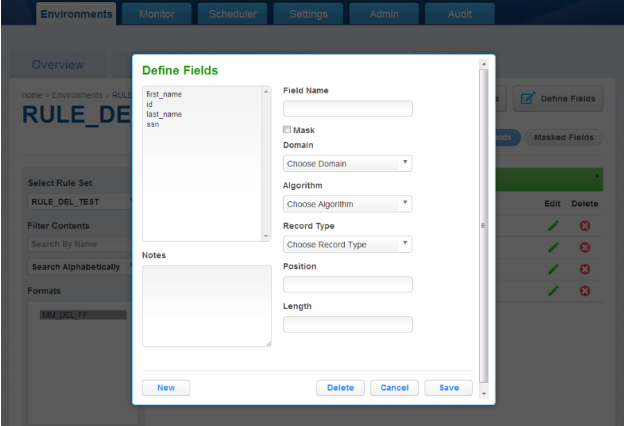 Environments Monitor Scheduler Settings Admin Audit
Overview
Home > Environments > RULE
RULE_DE
Define Fields
Masked Fields
Select Rule Set
RULE_DEL_TEST
Filter Contents
Search By Name
Search Alphabetically
Formats
MM_DEL_FF
Edit Delete
Define Fields
first_name
id
last_name
ssn
Notes
Field Name
Mask
Domain
Choose Domain
Algorithm
Choose Algorithm
Record Type
Choose Record Type
Position
Length
New Delete Cancel Save